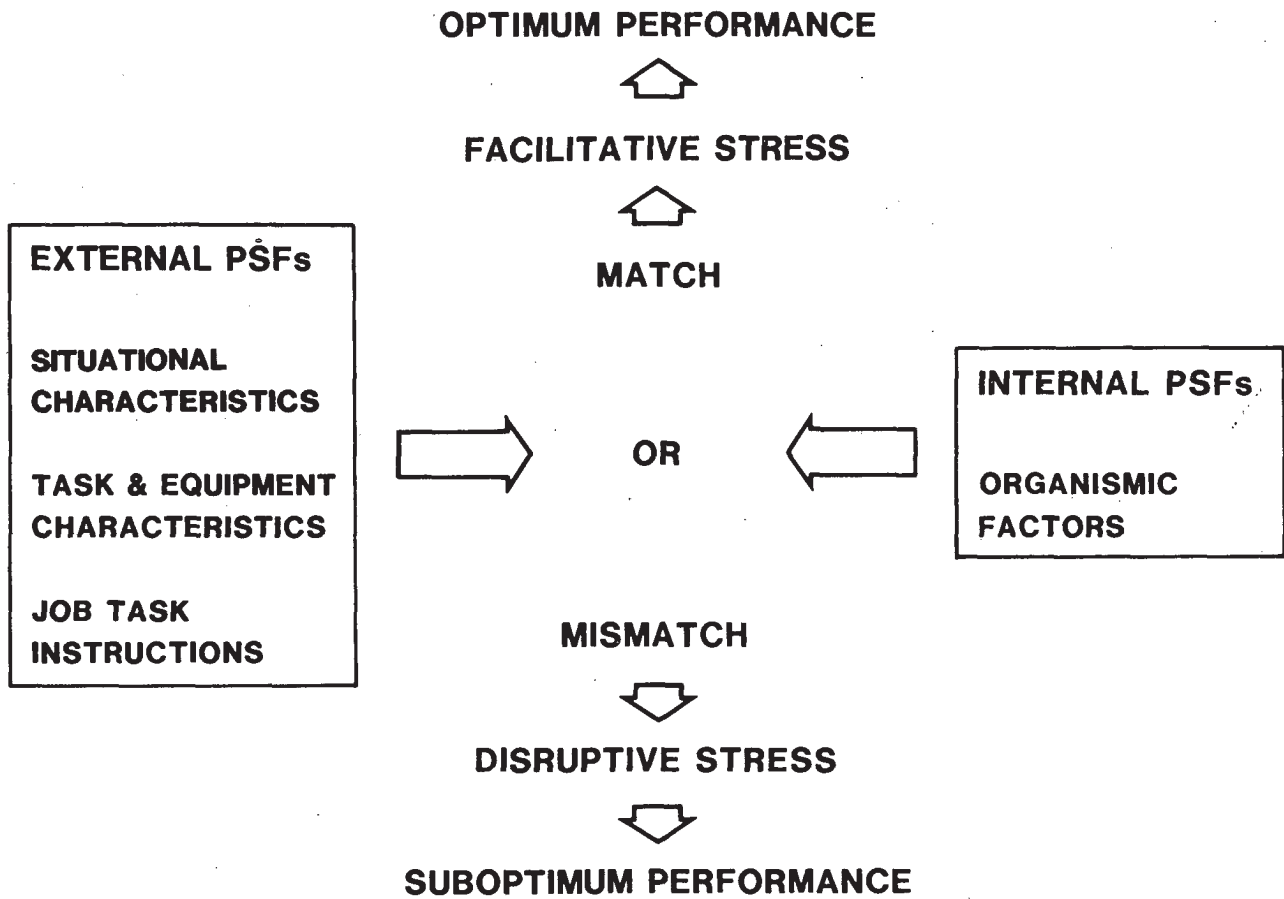 OPTIMUM PERFORMANCE
FACILITATIVE STRESS
MATCH
EXTERNAL PSFs
SITUATIONAL
CHARACTERISTICS
TASK & EQUIPMENT
CHARACTERISTICS
JOB TASK
INSTRUCTIONS
OR
INTERNAL PSFs
ORGANISMIC
FACTORS
MISMATCH
DISRUPTIVE STRESS
SUBOPTIMUM PERFORMANCE